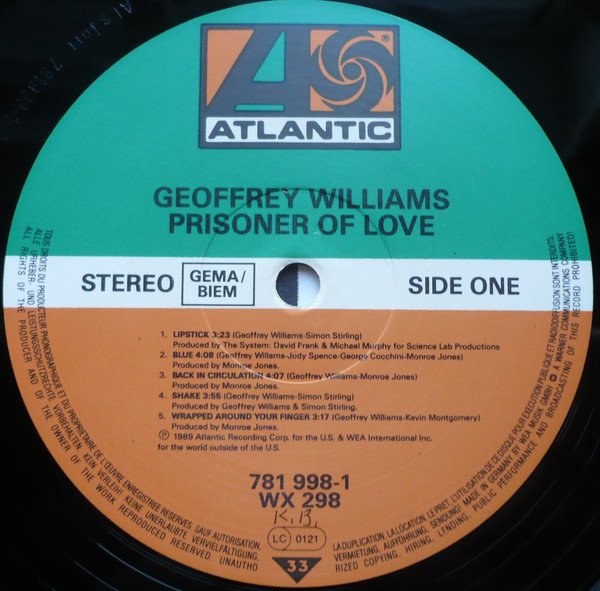 ATLANTIC
GEOFFREY WILLIAMS
PRISONER OF LOVE
STEREO
GEMA/
BIEM
SIDE ONE
1. LIPSTICK 3:23 (Geoffrey Williams-Simon Stirling)
Produced by The System: David Frank & Michael Murphy for Science Lab Productions
2. BLUE 4:08 (Geoffrey Willams-Jody Spence-George Cocchini-Monroe Jones)
Produced by Monroe Jones.
3. BACK IN CIRCULATION 4:07 (Geoffrey Williams-Monroe Jones)
Produced by Monroe Jones.
4. SHAKE 3:56 (Geoffrey Williams-Simon Stirling)
Produced by Geoffrey Williams & Simon Stirling.
5. WRAPPED AROUND YOUR FINGER 3:17 (Geoffrey Williams-Kevin Montgomery)
Produced by Monroe Jones.
Ⓟ 1989 Atlantic Recording Corp. for the U.S. & WEA International Inc.
for the world outside of the U.S.
781 998-1
WX 298
K.B.
LC 0121
33
TOUS DROITS DU PRODUCTEUR PHONOGRAPHIQUE ET DU PROPRIETAIRE DE L'ŒUVRE ENREGISTREE RESERVES. SAUF AUTORISATION,
LA DUPLICATION, LA LOCATION, LE PRET, L'UTILISATION DE CE DISQUE POUR EXECUTION PUBLIQUE ET RADIODIFFUSION SONT INTERDITS.
ALLE URHEBER- UND LEISTUNGSSCHUTZRECHTE VORBEHALTEN. KEIN VERLEIH! KEINE UNERLAUBTE VERVIELFÄLTIGUNG,
VERMIETUNG, AUFFÜHRUNG, SENDUNG! MADE IN GERMANY BY WEA MUSIK GMBH A WARNER COMMUNICATIONS COMPANY
ALL RIGHTS OF THE PRODUCER AND OF THE OWNER OF THE WORK REPRODUCED RESERVED. UNAUTHO
RIZED COPYING, HIRING, LENDING, PUBLIC PERFORMANCE AND BROADCASTING OF THIS RECORD PROHIBITED!